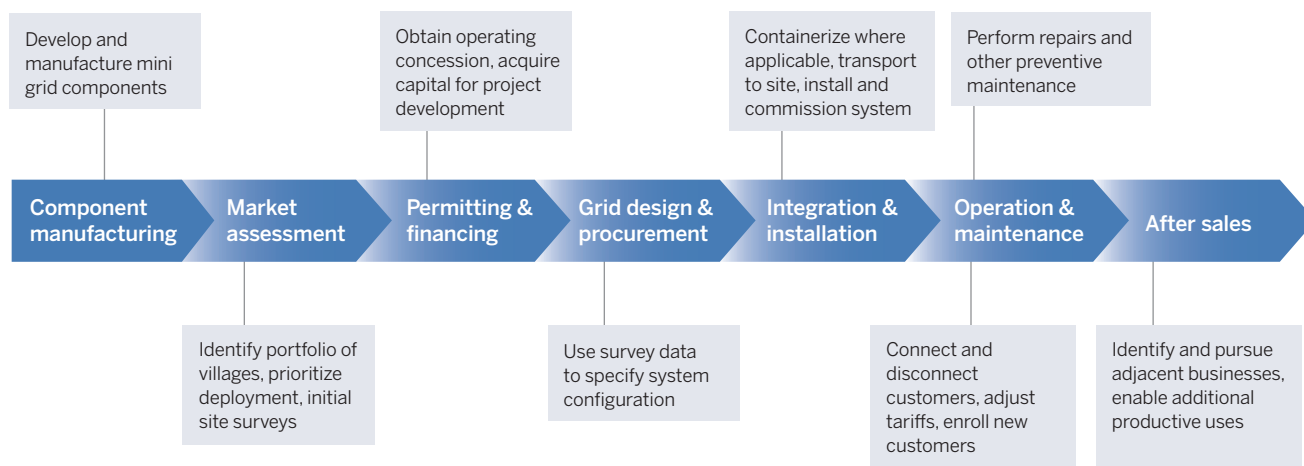 Develop and
manufacture mini
grid components
Obtain operating
concession, acquire
capital for project
development
Containerize where
applicable, transport
to site, install and
commission system
Perform repairs and
other preventive
maintenance
Component
manufacturing
Market
assessment
Permitting &
financing
Grid design &
procurement
Integration &
installation
Operation &
maintenance
After sales
Identify portfolio of
villages, prioritize
deployment, initial
site surveys
Use survey data
to specify system
configuration
Connect and
disconnect
customers, adjust
tariffs, enroll new
customers
Identify and pursue
adjacent businesses,
enable additional
productive uses